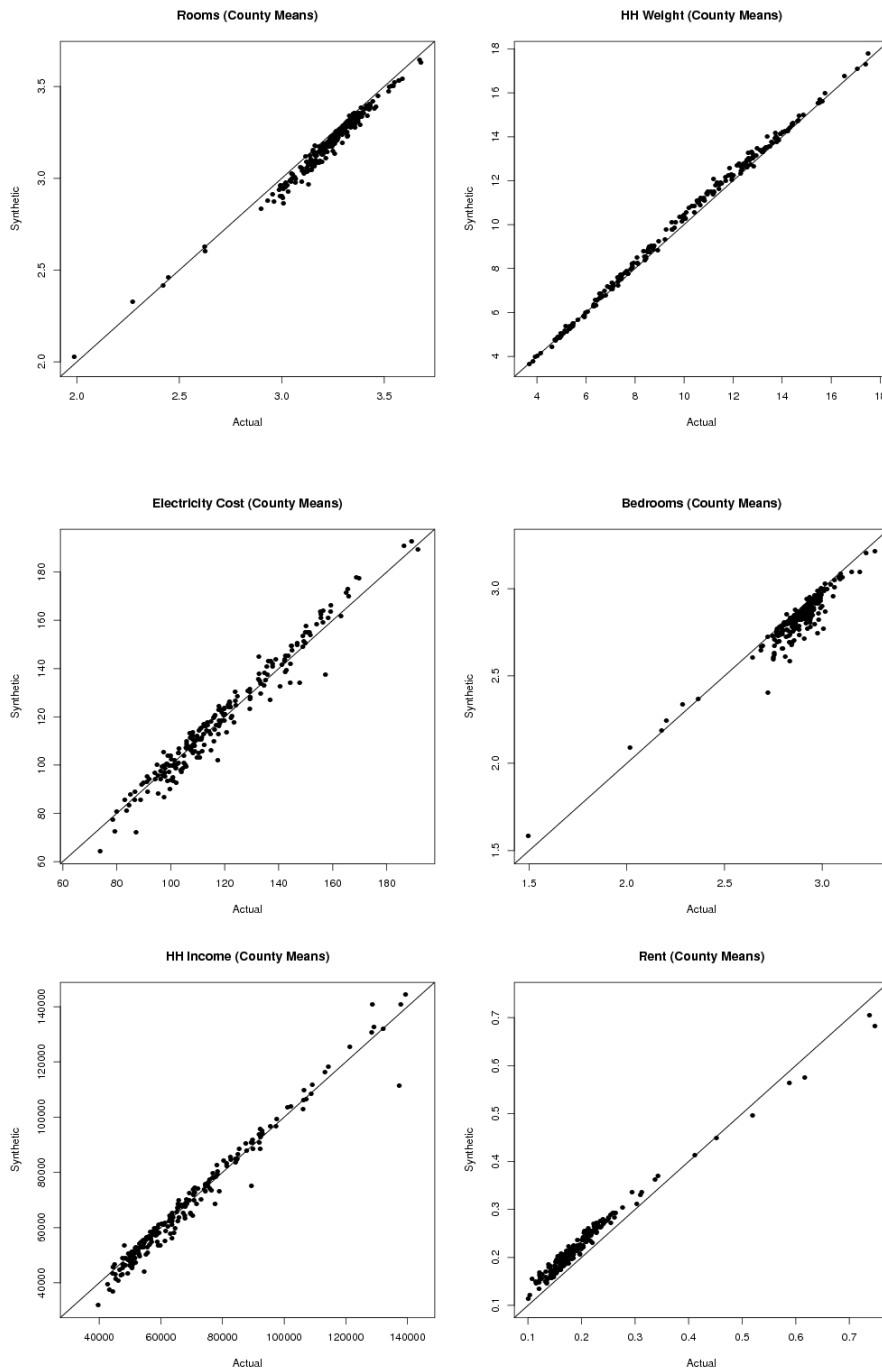 Rooms (County Means)
3.5
3.0
2.5
2.0
Synthetic
2.0 2.5 3.0 3.5
Actual
HH Weight (County Means)
18
16
14
12
10
8
6
4
Synthetic
4 6 8 10 12 14 16 18
Actual
Electricity Cost (County Means)
180
160
140
120
100
80
60
Synthetic
60 80 100 120 140 160 180
Actual
Bedrooms (County Means)
3.0
2.5
2.0
1.5
Synthetic
1.5 2.0 2.5 3.0
Actual
HH Income (County Means)
140000
120000
100000
80000
60000
40000
Synthetic
40000 60000 80000 100000 120000 140000
Actual
Rent (County Means)
0.7
0.6
0.5
0.4
0.3
0.2
0.1
Synthetic
0.1 0.2 0.3 0.4 0.5 0.6 0.7
Actual